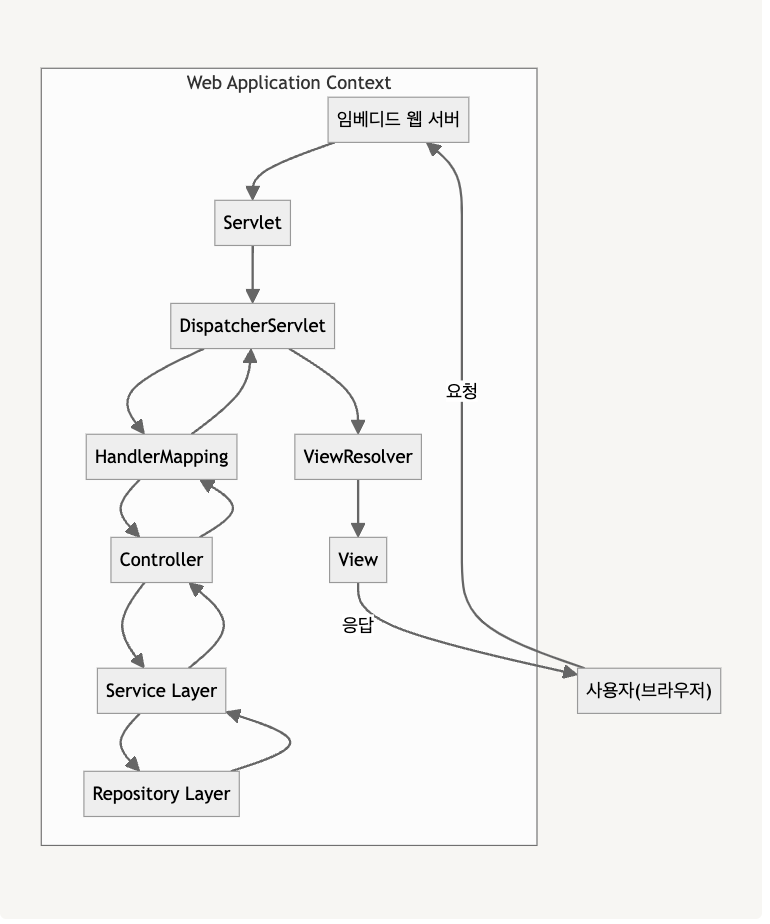 Web Application Context
임베디드 웹 서버
Servlet
DispatcherServlet
요청
HandlerMapping
ViewResolver
Controller
View
응답
Service Layer
사용자(브라우저)
Repository Layer